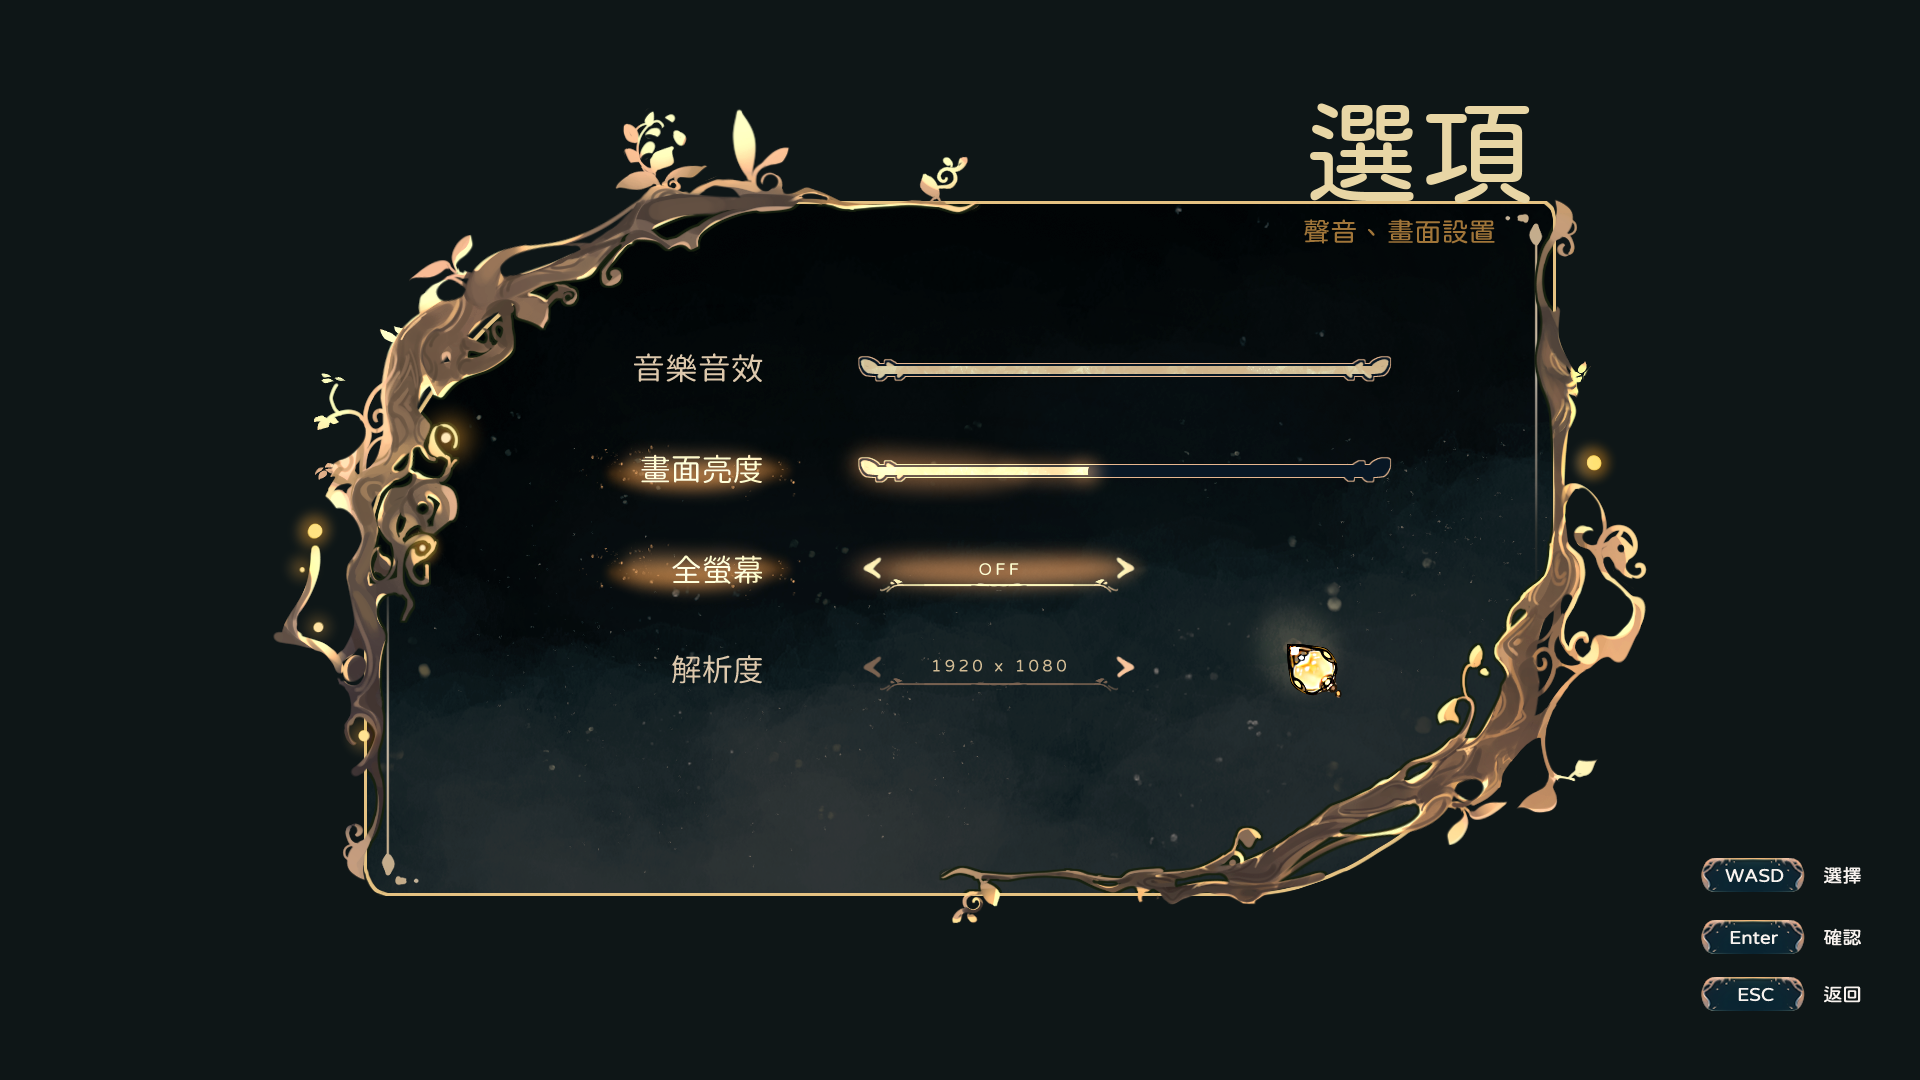 選項
聲音、畫面設置
音樂音效
畫面亮度
全螢幕 OFF
解析度 1920 x 1080
WASD 選擇
Enter 確認
ESC 返回